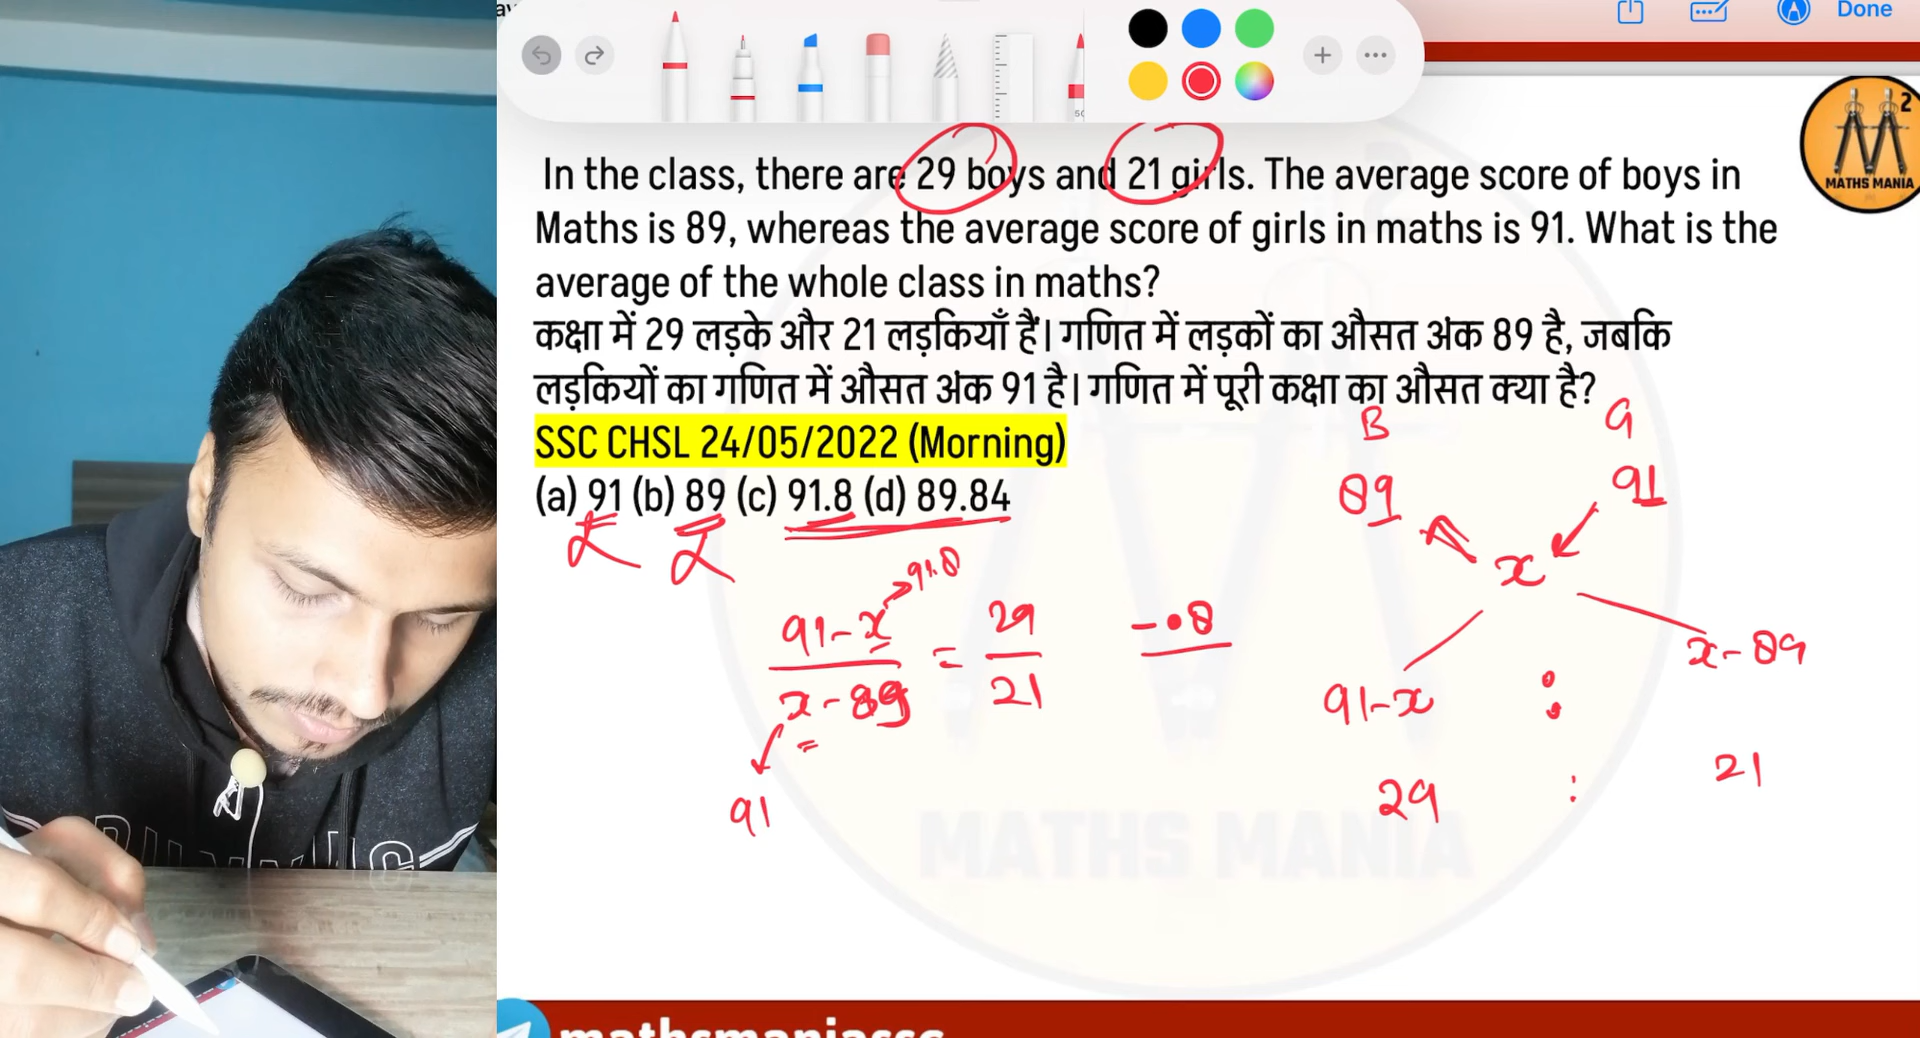 Done
2
MATHS MANIA
In the class, there are 29 boys and 21 girls. The average score of boys in
Maths is 89, whereas the average score of girls in maths is 91. What is the
average of the whole class in maths?
कक्षा में 29 लड़के और 21 लड़कियाँ हैं। गणित में लड़कों का औसत अंक 89 है, जबकि
लड़कियों का गणित में औसत अंक 91 है। गणित में पूरी कक्षा का औसत क्या है?
SSC CHSL 24/05/2022 (Morning)
(a) 91 (b) 89 (c) 91.8 (d) 89.84
B G
89 91
x
91.8
91-x = 29
x-89 21
-.8
91
91-x : x-89
29 : 21
MATHS MANIA
mathsmaniassc